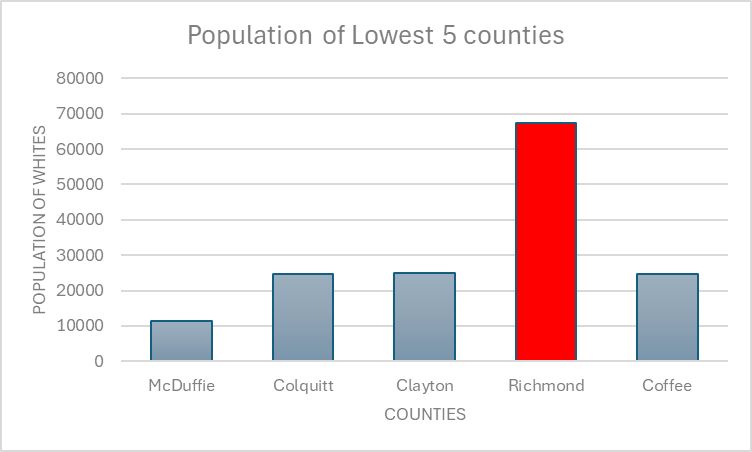 Population of Lowest 5 counties
POPULATION OF WHITES
80000
70000
60000
50000
40000
30000
20000
10000
0
McDuffie Colquitt Clayton Richmond Coffee
COUNTIES